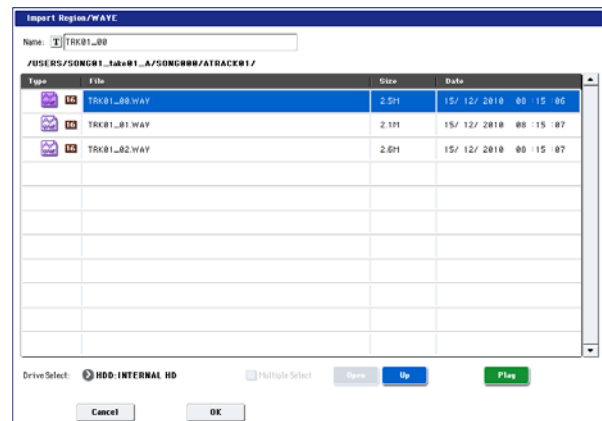 Import Region/WAVE
Name: T TRK01_00
/USERS/SONG01_take01_A/SONG000/ATRACK01/
Type File Size Date
16 TRK01_00.WAV 2.5M 15/ 12/ 2010 00 :15 :06
16 TRK01_01.WAV 2.1M 15/ 12/ 2010 00 :15 :07
16 TRK01_02.WAV 2.6M 15/ 12/ 2010 00 :15 :07
Drive Select: HDD:INTERNAL HD Multiple Select Open Up Play
Cancel OK